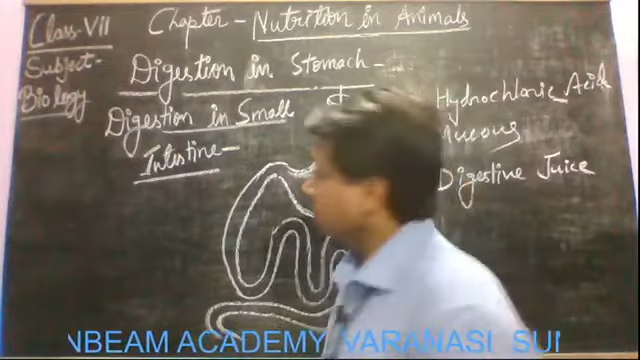 Class-VII
Subject-
Biology
Chapter - Nutrition in Animals
Digestion in Stomach -
Digestion in Small
Intestine -
Hydrochloric Acid
Mucous
Digestive Juice
NBEAM ACADEMY VARANASI SUN